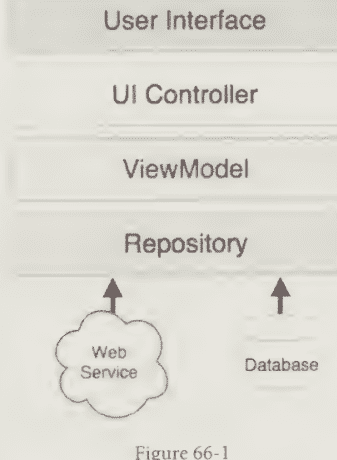 User Interface
UI Controller
ViewModel
Repository
Web
Service
Database
Figure 66-1